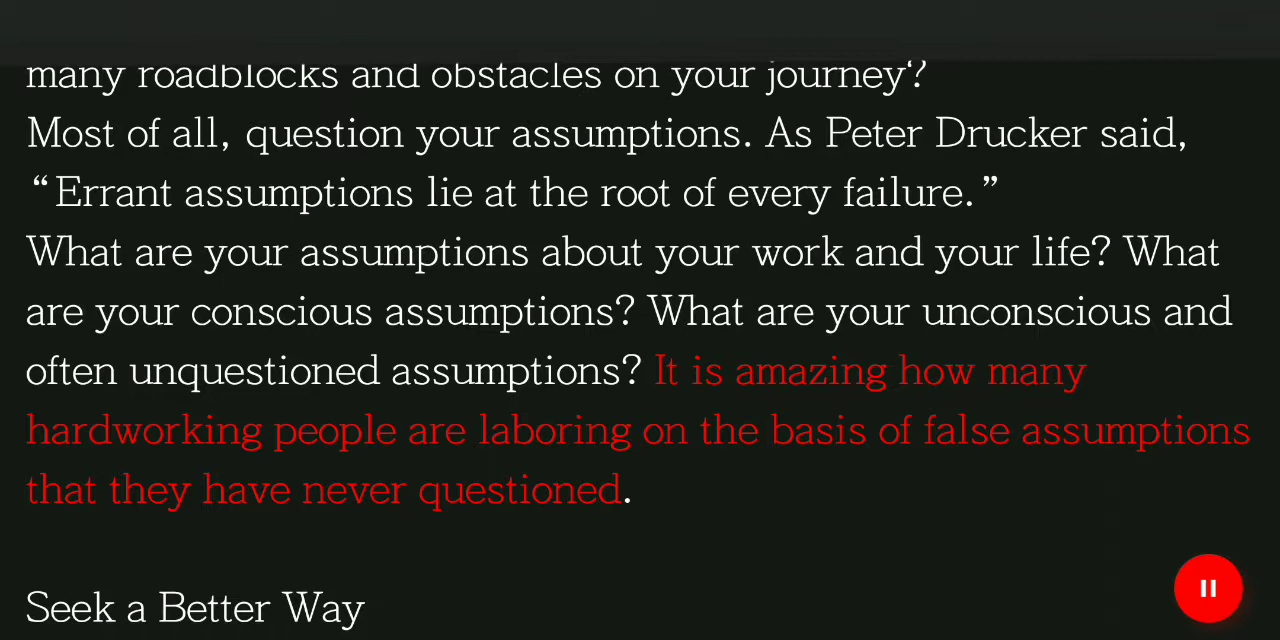 many roadblocks and obstacles on your journey?
Most of all, question your assumptions. As Peter Drucker said,
“Errant assumptions lie at the root of every failure.”
What are your assumptions about your work and your life? What
are your conscious assumptions? What are your unconscious and
often unquestioned assumptions? It is amazing how many
hardworking people are laboring on the basis of false assumptions
that they have never questioned.
Seek a Better Way